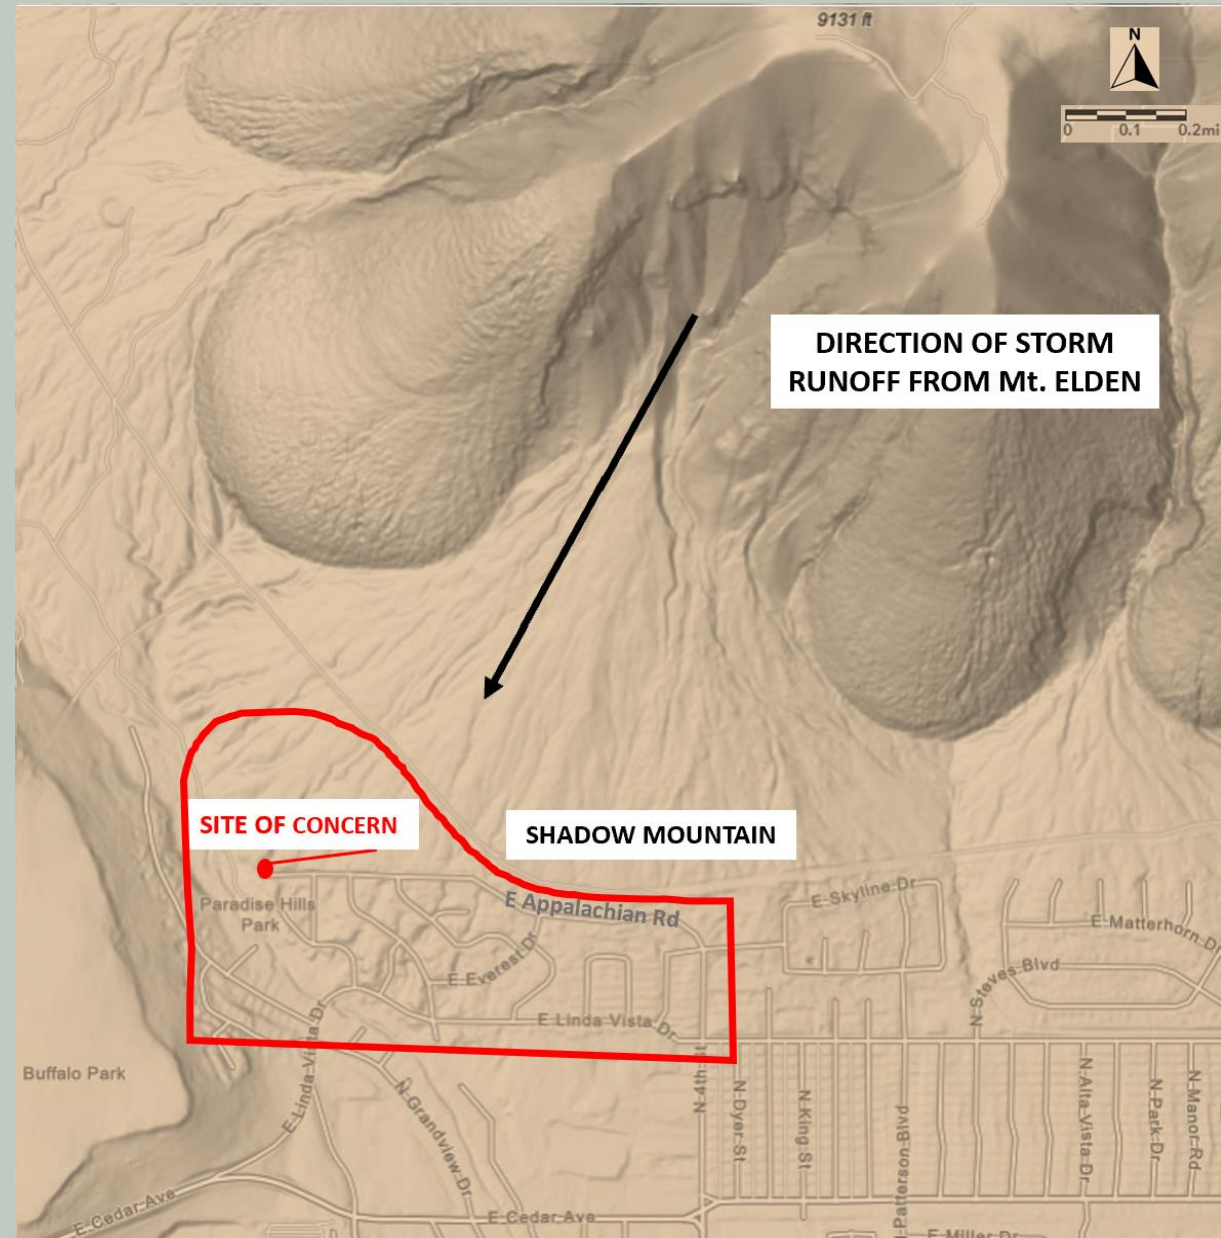 9131 ft
N
0 0.1 0.2mi
DIRECTION OF STORM
RUNOFF FROM Mt. ELDEN
SITE OF CONCERN
SHADOW MOUNTAIN
Paradise Hills
Park
E Appalachian Rd
E Skyline Dr
E Matterhorn D
E Everest Dr
N Steves Blvd
E Linda Vista Dr
Buffalo Park
E Linda Vista Dr
N Grandview Dr
N 4th St
N Dyer St
N King St
N Patterson Blvd
N Alta Vista Dr
N Park Dr
N Manor Rd
E Cedar Ave
E Cedar Ave
E Miller Dr